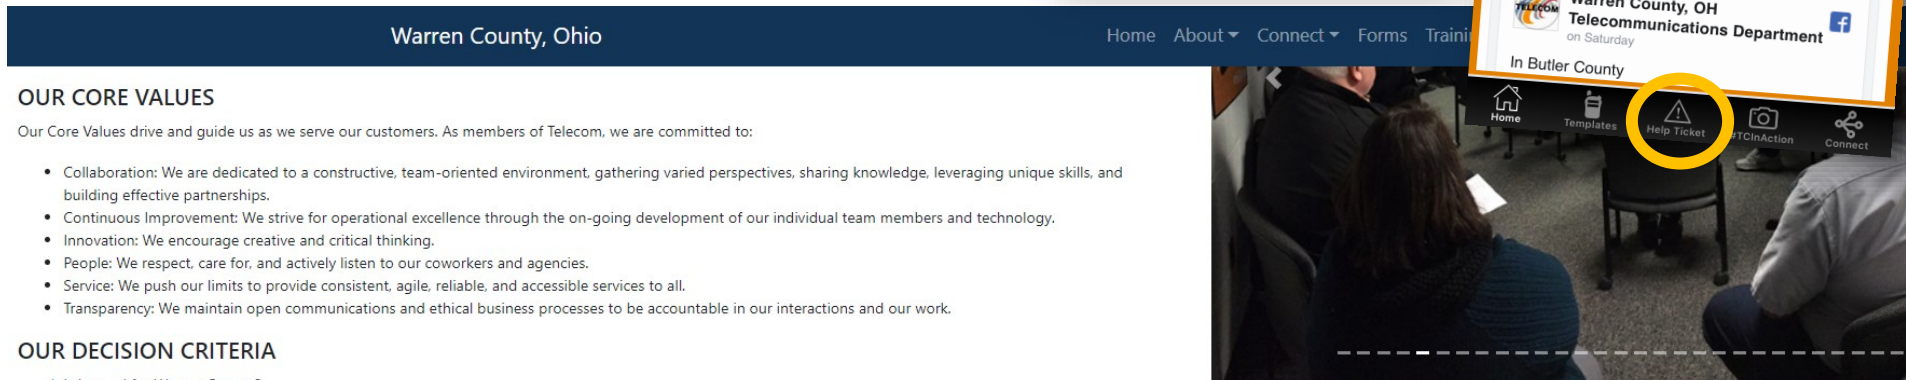 Warren County, Ohio
Home About Connect Forms
Warren County, OH
Telecommunications Department
on Saturday
In Butler County
TELECOM
Home Templates Help Ticket #TCInAction Connect
OUR CORE VALUES
Our Core Values drive and guide us as we serve our customers. As members of Telecom, we are committed to:
Collaboration: We are dedicated to a constructive, team-oriented environment, gathering varied perspectives, sharing knowledge, leveraging unique skills, and
building effective partnerships.
Continuous Improvement: We strive for operational excellence through the on-going development of our individual team members and technology.
Innovation: We encourage creative and critical thinking.
People: We respect, care for, and actively listen to our coworkers and agencies.
Service: We push our limits to provide consistent, agile, reliable, and accessible services to all.
Transparency: We maintain open communications and ethical business processes to be accountable in our interactions and our work.
OUR DECISION CRITERIA